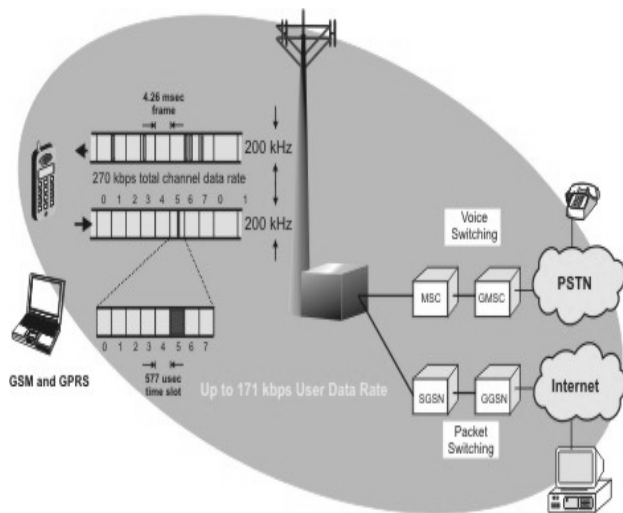 4.26 msec
frame
200 kHz
270 kbps total channel data rate
0 1 2 3 4 5 6 7 0 1
200 kHz
0 1 2 3 4 5 6 7
577 usec
time slot
GSM and GPRS
Up to 171 kbps User Data Rate
Voice
Switching
MSC
GMSC
PSTN
SGSN
GGSN
Internet
Packet
Switching